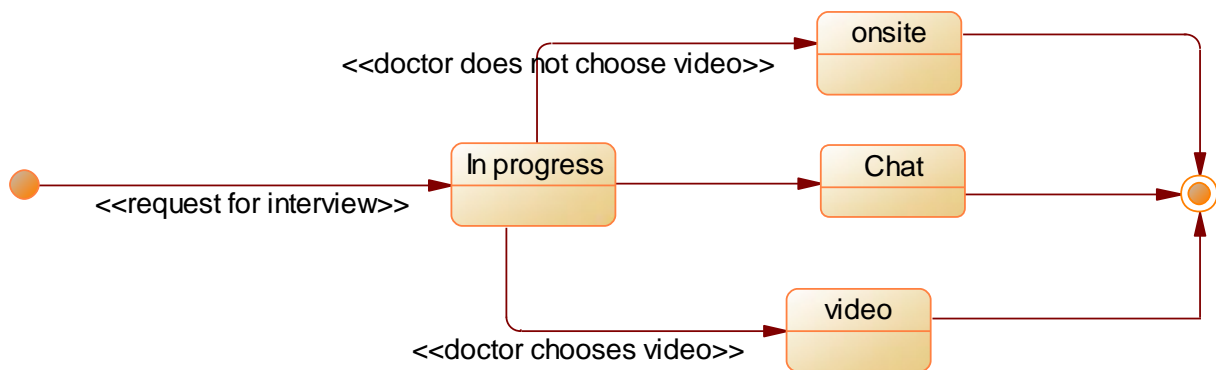 onsite
<<doctor does not choose video>>
In progress
Chat
<<request for interview>>
video
<<doctor chooses video>>